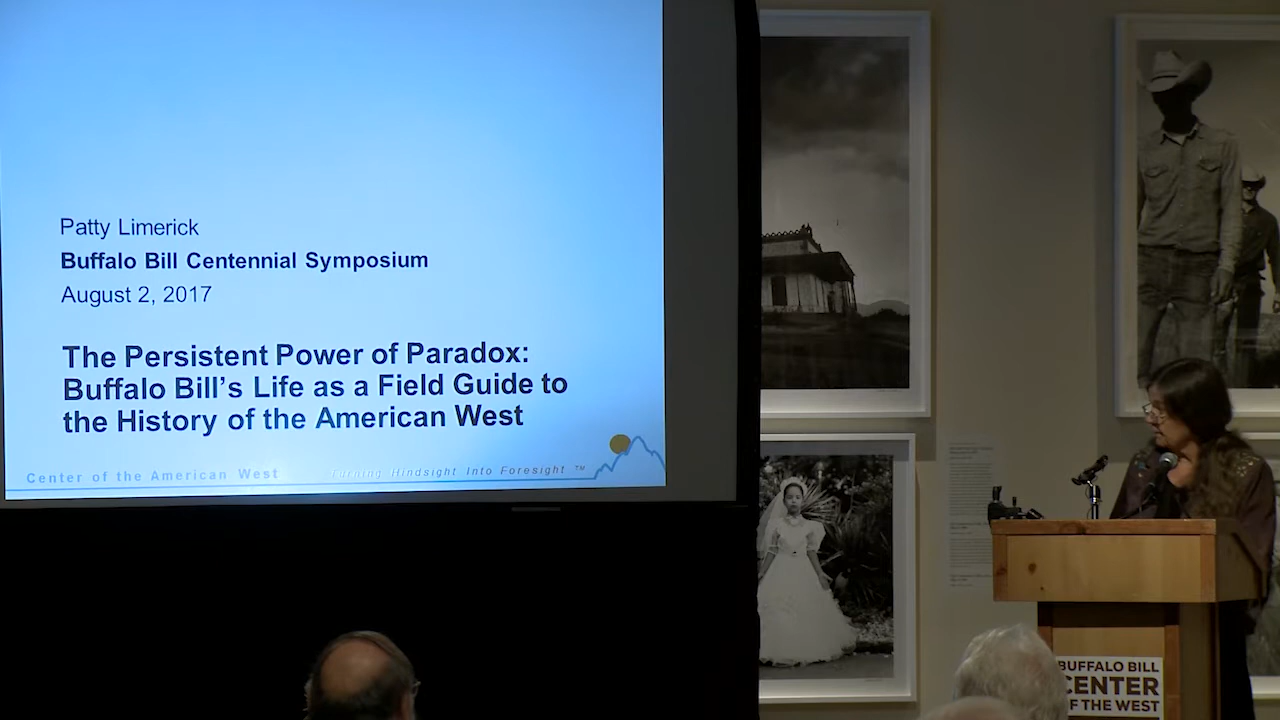 Patty Limerick
Buffalo Bill Centennial Symposium
August 2, 2017
The Persistent Power of Paradox:
Buffalo Bill's Life as a Field Guide to
the History of the American West
Center of the American West
Turning Hindsight Into Foresight ™
BUFFALO BILL
CENTER
OF THE WEST